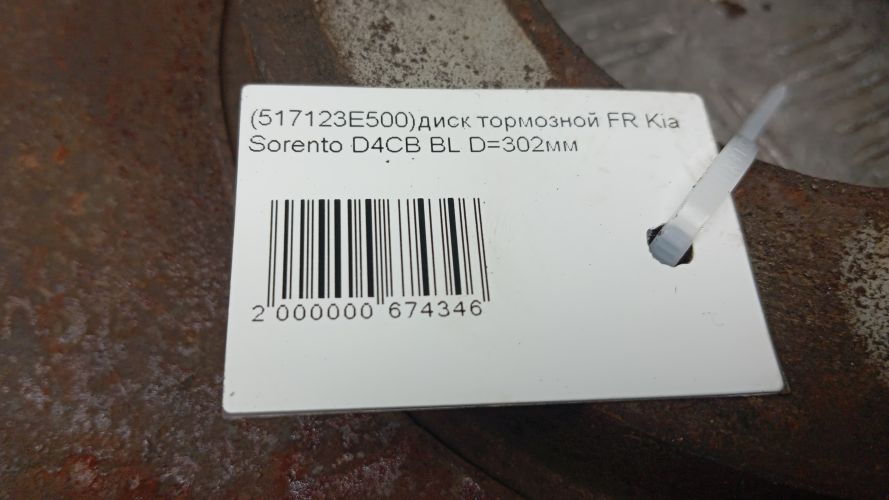 (517123E500)диск тормозной FR Kia
Sorento D4CB BL D=302мм
2 000000 674346